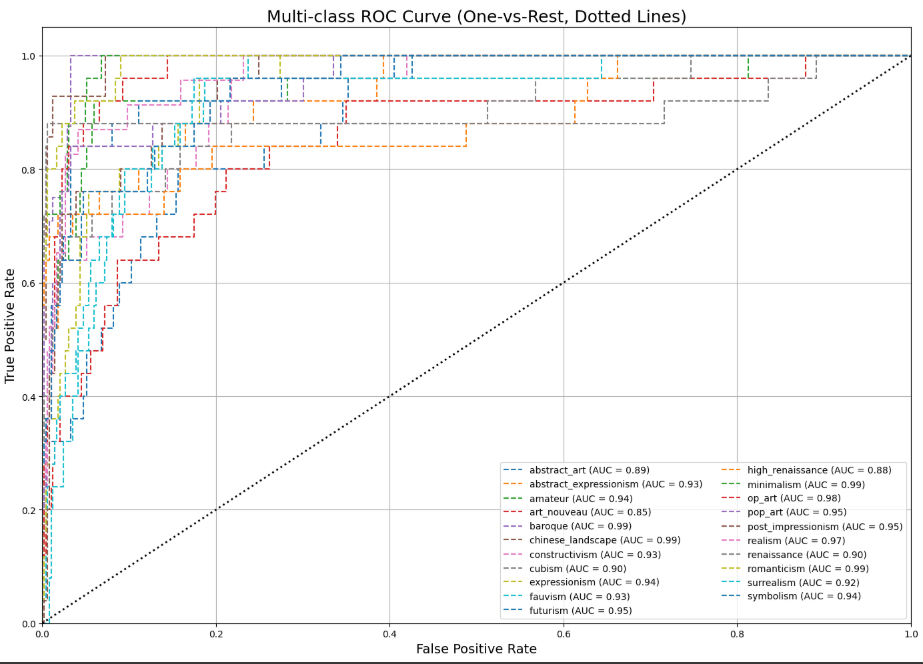 Multi-class ROC Curve (One-vs-Rest, Dotted Lines)
True Positive Rate
1.0
0.8
0.6
0.4
0.2
0.0
0.0 0.2 0.4 0.6 0.8 1.0
False Positive Rate
abstract_art (AUC = 0.89)
abstract_expressionism (AUC = 0.93)
amateur (AUC = 0.94)
art_nouveau (AUC = 0.85)
baroque (AUC = 0.99)
chinese_landscape (AUC = 0.99)
constructivism (AUC = 0.93)
cubism (AUC = 0.90)
expressionism (AUC = 0.94)
fauvism (AUC = 0.93)
futurism (AUC = 0.95)
high_renaissance (AUC = 0.88)
minimalism (AUC = 0.99)
op_art (AUC = 0.98)
pop_art (AUC = 0.95)
post_impressionism (AUC = 0.95)
realism (AUC = 0.97)
renaissance (AUC = 0.90)
romanticism (AUC = 0.99)
surrealism (AUC = 0.92)
symbolism (AUC = 0.94)